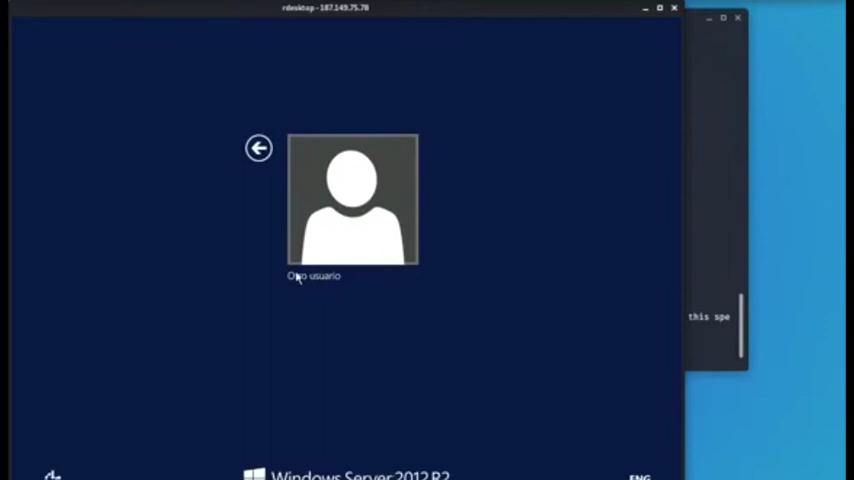 rdesktop - 187.149.75.78
Otro usuario
this spe
Windows Server 2012 R2
ENG